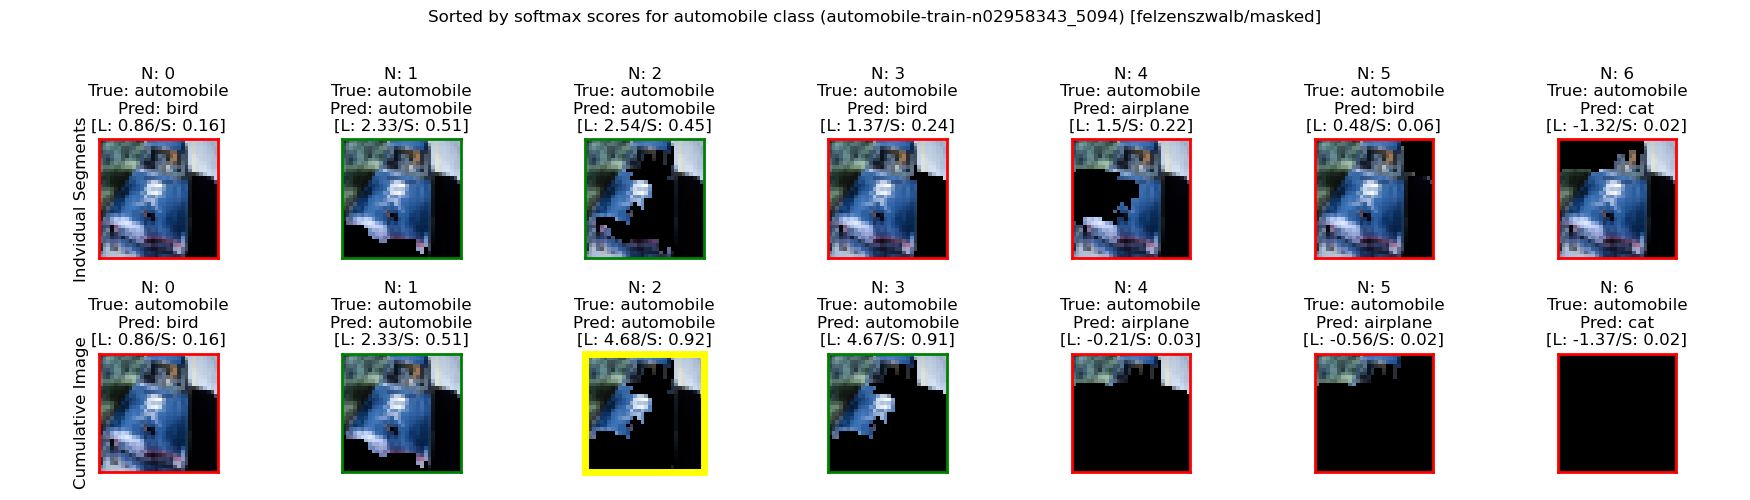 Sorted by softmax scores for automobile class (automobile-train-n02958343_5094) [felzenszwalb/masked]
Indvidual Segments
N: 0
True: automobile
Pred: bird
[L: 0.86/S: 0.16]
N: 1
True: automobile
Pred: automobile
[L: 2.33/S: 0.51]
N: 2
True: automobile
Pred: automobile
[L: 2.54/S: 0.45]
N: 3
True: automobile
Pred: bird
[L: 1.37/S: 0.24]
N: 4
True: automobile
Pred: airplane
[L: 1.5/S: 0.22]
N: 5
True: automobile
Pred: bird
[L: 0.48/S: 0.06]
N: 6
True: automobile
Pred: cat
[L: -1.32/S: 0.02]
Cumulative Image
N: 0
True: automobile
Pred: bird
[L: 0.86/S: 0.16]
N: 1
True: automobile
Pred: automobile
[L: 2.33/S: 0.51]
N: 2
True: automobile
Pred: automobile
[L: 4.68/S: 0.92]
N: 3
True: automobile
Pred: automobile
[L: 4.67/S: 0.91]
N: 4
True: automobile
Pred: airplane
[L: -0.21/S: 0.03]
N: 5
True: automobile
Pred: airplane
[L: -0.56/S: 0.02]
N: 6
True: automobile
Pred: cat
[L: -1.37/S: 0.02]